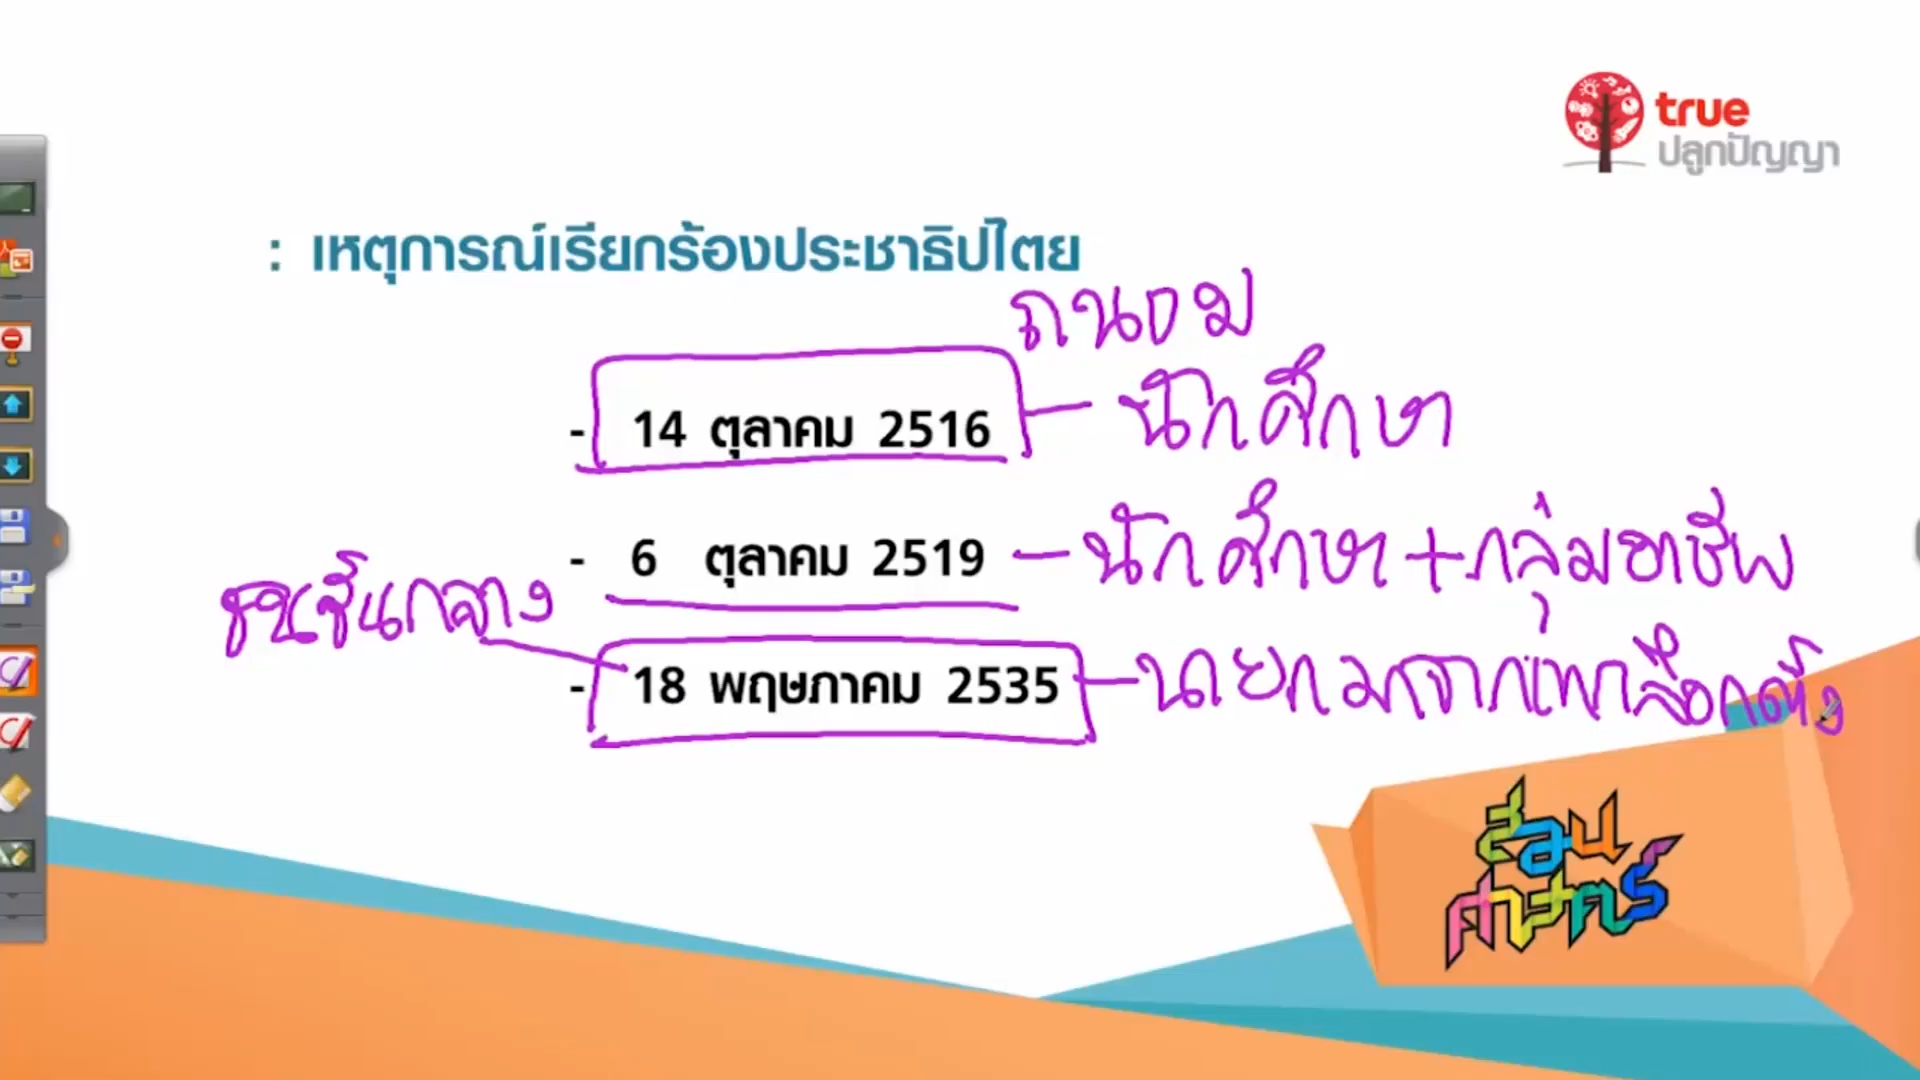 true
ปลูกปัญญา
: เหตุการณ์เรียกร้องประชาธิปไตย
ถนอม
- 14 ตุลาคม 2516 — นักศึกษา
- 6 ตุลาคม 2519 — นักศึกษา + กลุ่มอาชีพ
ชนชั้นกลาง
- 18 พฤษภาคม 2535 — นายกมาจากเลือกตั้ง
สอน
ศาสตร์